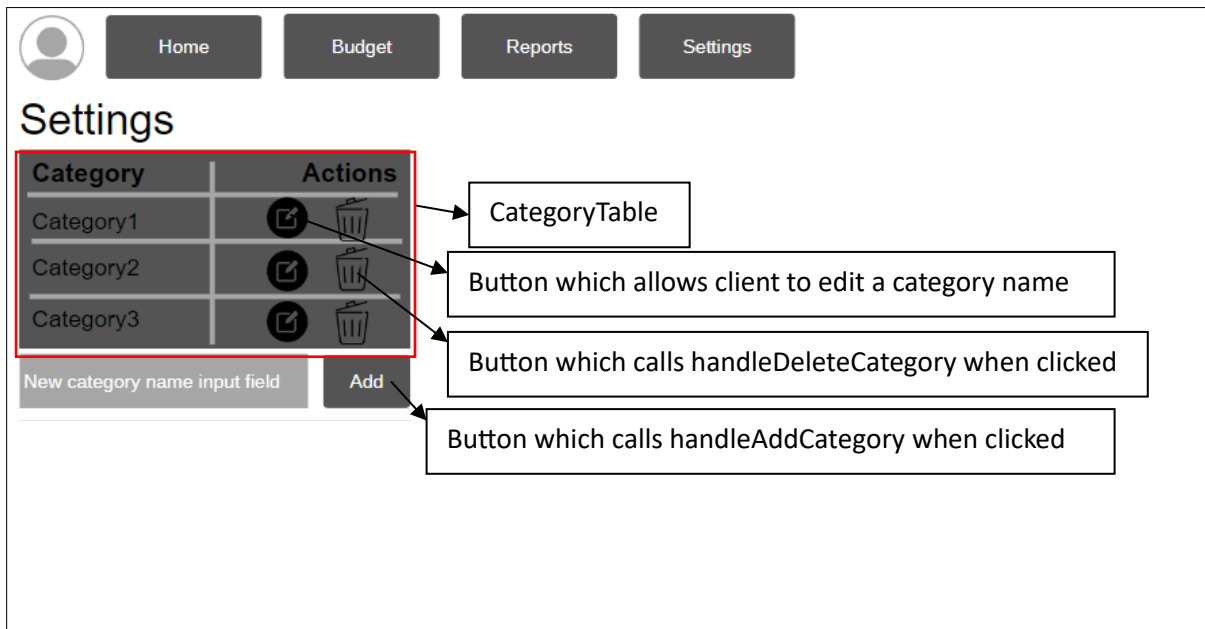 Home Budget Reports Settings
Settings
Category Actions
Category1
Category2
Category3
New category name input field Add
CategoryTable
Button which allows client to edit a category name
Button which calls handleDeleteCategory when clicked
Button which calls handleAddCategory when clicked